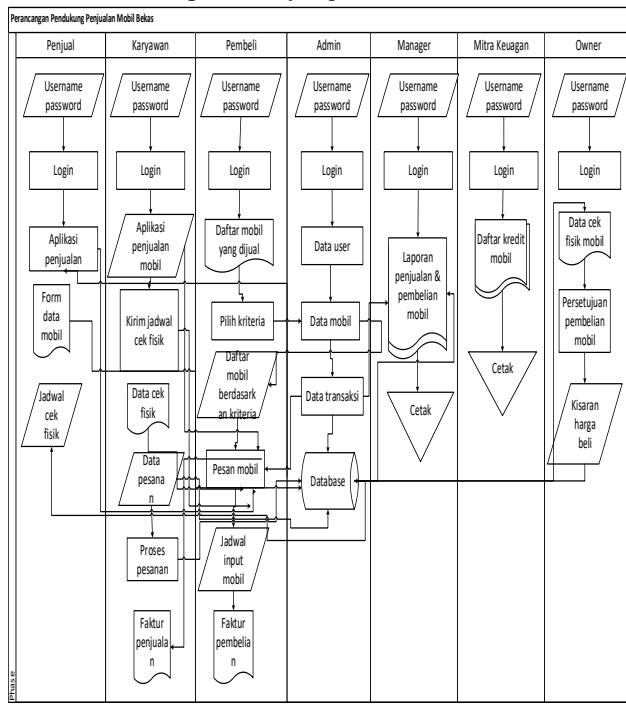 Perancangan Pendukung Penjualan Mobil Bekas
Penjual
Karyawan
Pembeli
Admin
Manager
Mitra Keuagan
Owner
Username
password
Username
password
Username
password
Username
password
Username
password
Username
password
Username
password
Login
Login
Login
Login
Login
Login
Login
Aplikasi
penjualan
Aplikasi
penjualan
mobil
Daftar mobil
yang dijual
Data user
Laporan
penjualan &
pembelian
mobil
Daftar kredit
mobil
Data cek
fisik mobil
Form
data
mobil
Kirim jadwal
cek fisik
Pilih kriteria
Data mobil
Persetujuan
pembelian
mobil
Jadwal
cek
fisik
Data cek
fisik
Daftar
mobil
berdasark
an kriteria
Data transaksi
Cetak
Cetak
Kisaran
harga
beli
Data
pesana
n
Pesan mobil
Database
Proses
pesanan
Jadwal
input
mobil
Faktur
penjuala
n
Faktur
pembelia
n
Phase